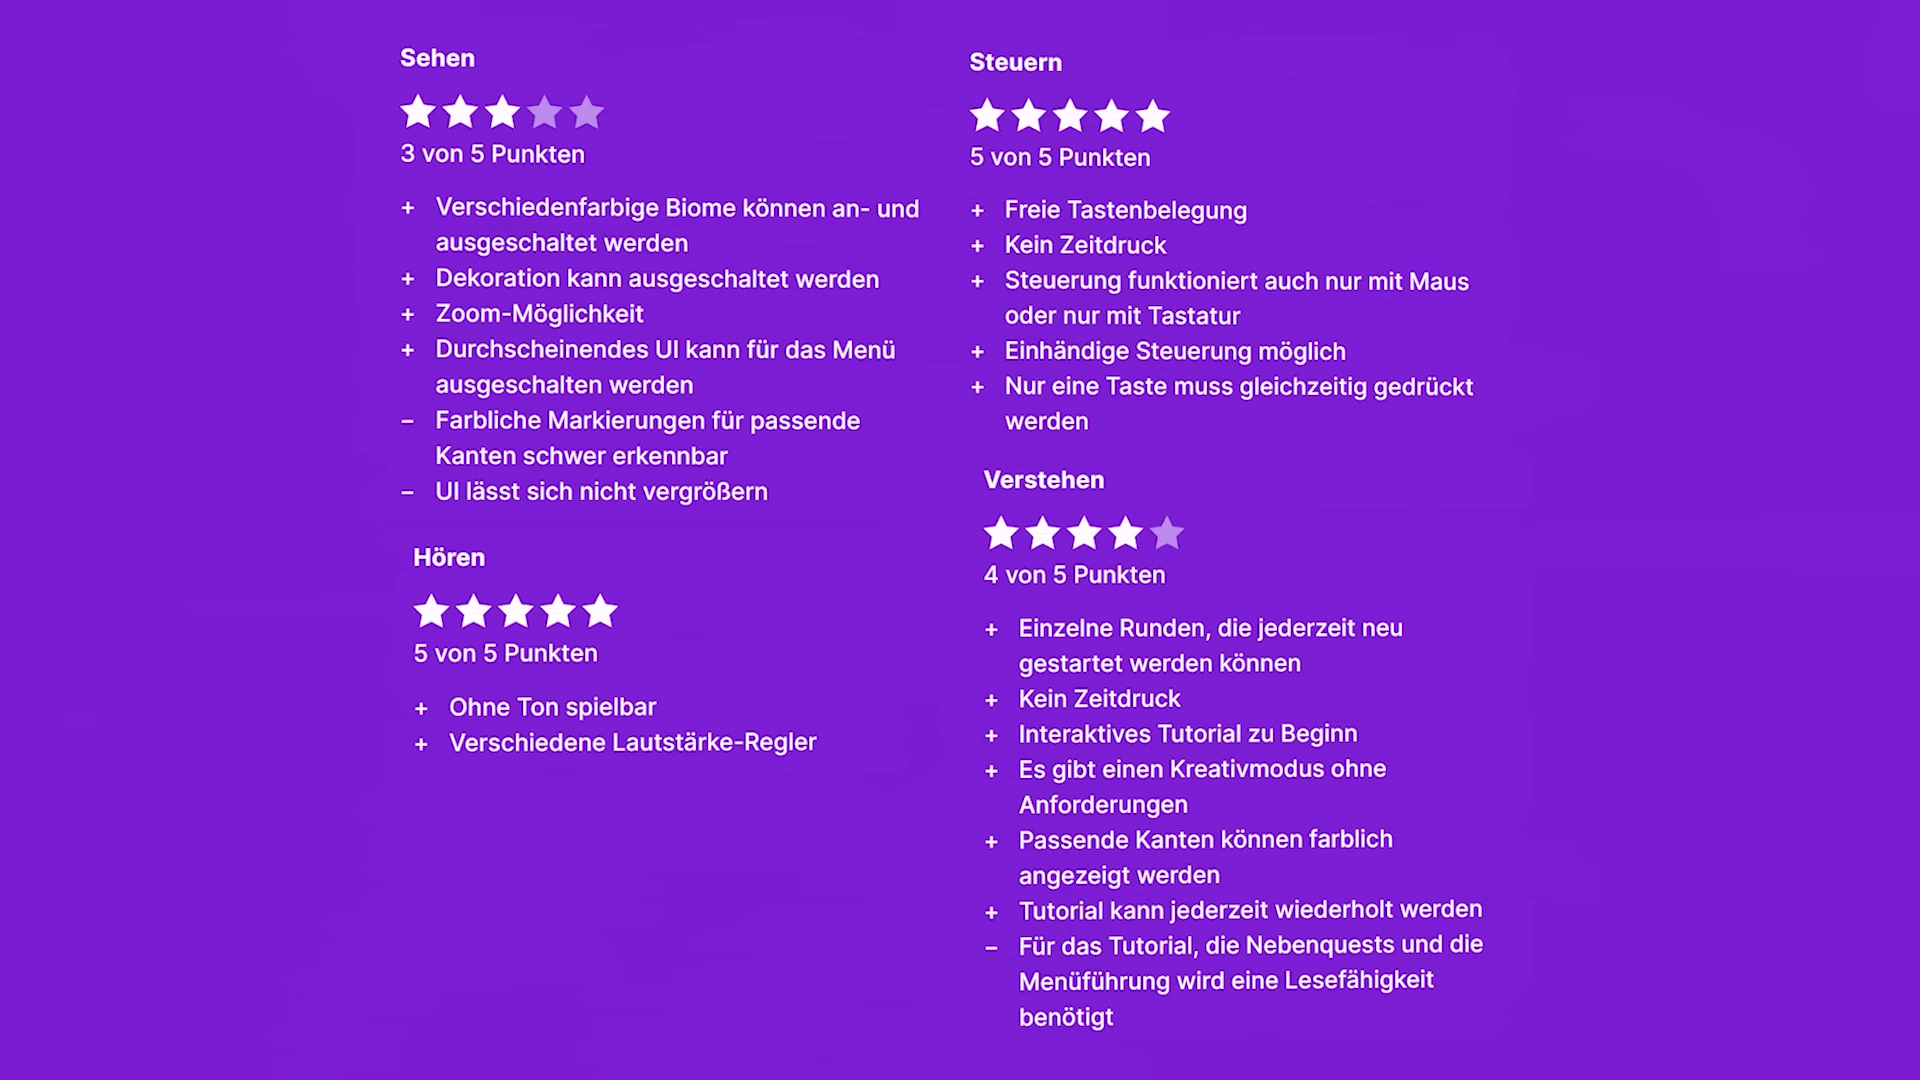 Sehen
3 von 5 Punkten
+ Verschiedenfarbige Biome können an- und
ausgeschaltet werden
+ Dekoration kann ausgeschaltet werden
+ Zoom-Möglichkeit
+ Durchscheinendes UI kann für das Menü
ausgeschalten werden
– Farbliche Markierungen für passende
Kanten schwer erkennbar
– UI lässt sich nicht vergrößern
Hören
5 von 5 Punkten
+ Ohne Ton spielbar
+ Verschiedene Lautstärke-Regler
Steuern
5 von 5 Punkten
+ Freie Tastenbelegung
+ Kein Zeitdruck
+ Steuerung funktioniert auch nur mit Maus
oder nur mit Tastatur
+ Einhändige Steuerung möglich
+ Nur eine Taste muss gleichzeitig gedrückt
werden
Verstehen
4 von 5 Punkten
+ Einzelne Runden, die jederzeit neu
gestartet werden können
+ Kein Zeitdruck
+ Interaktives Tutorial zu Beginn
+ Es gibt einen Kreativmodus ohne
Anforderungen
+ Passende Kanten können farblich
angezeigt werden
+ Tutorial kann jederzeit wiederholt werden
– Für das Tutorial, die Nebenquests und die
Menüführung wird eine Lesefähigkeit
benötigt